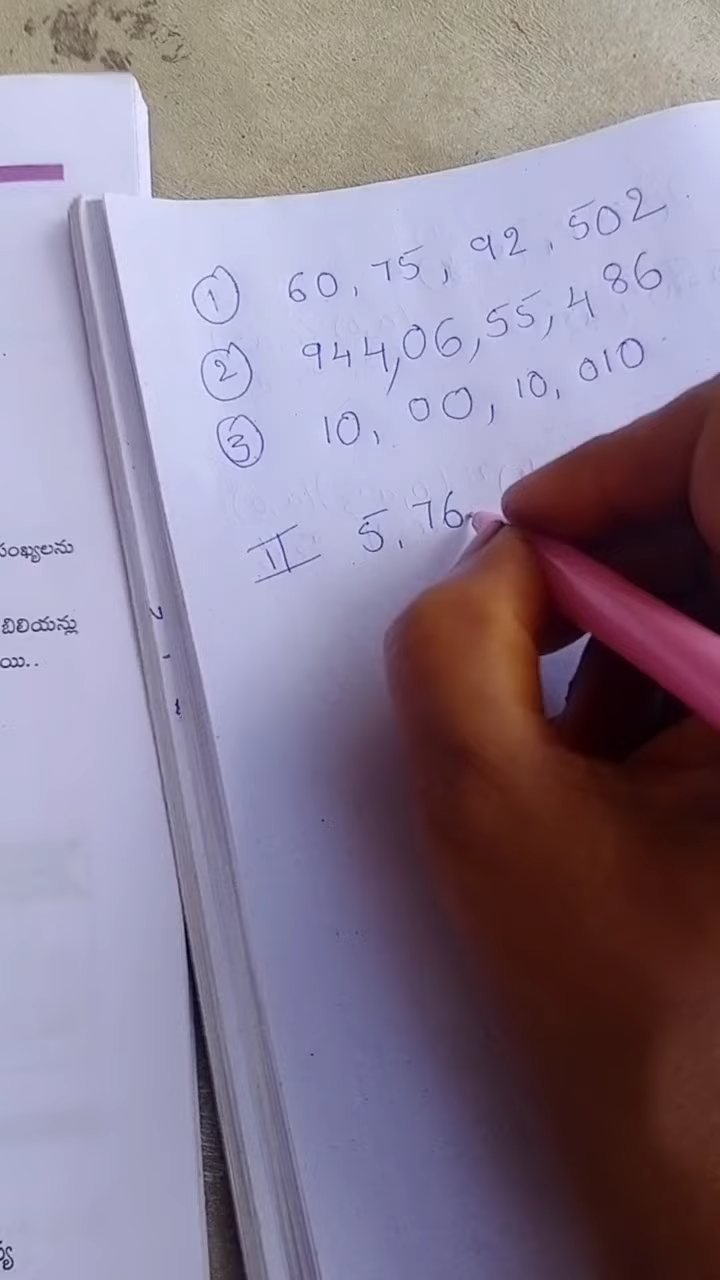 ① 60, 75, 92, 502
② 944,06,55,486
③ 10, 00, 10, 010
II 5, 76
సంఖ్యలను
బిలియన్లు
యి..